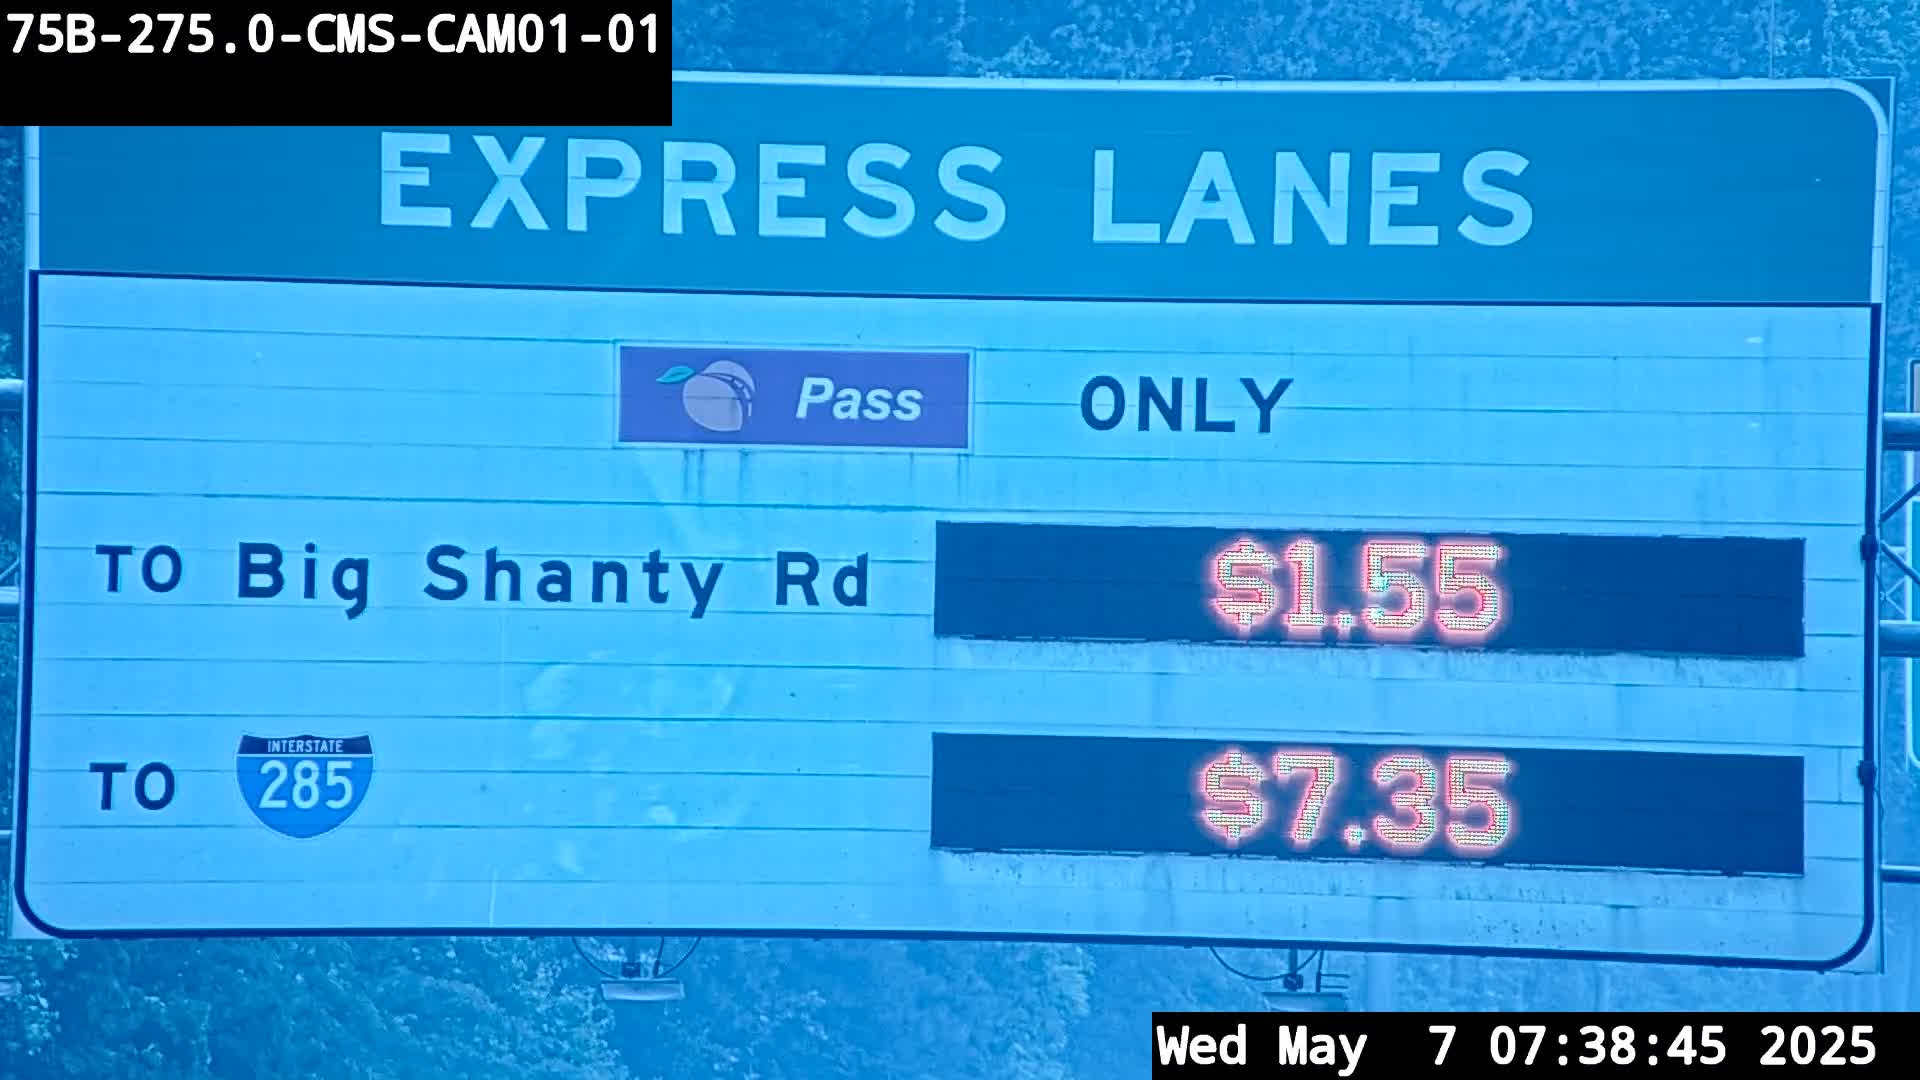 75B-275.0-CMS-CAM01-01
EXPRESS LANES
Pass ONLY
TO Big Shanty Rd $1.55
INTERSTATE
TO 285 $7.35
Wed May 7 07:38:45 2025